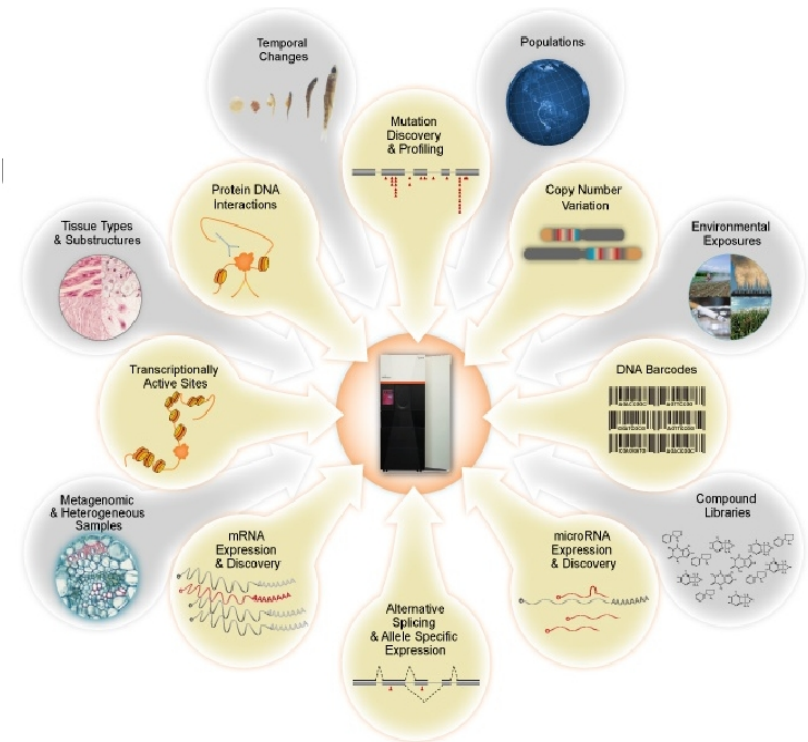 Temporal
Changes
Populations
Mutation
Discovery
& Profiling
Protein DNA
Interactions
Copy Number
Variation
Tissue Types
& Substructures
Environmental
Exposures
Transcriptionally
Active Sites
DNA Barcodes
Metagenomic
& Heterogeneous
Samples
mRNA
Expression
& Discovery
microRNA
Expression
& Discovery
Compound
Libraries
Alternative
Splicing
& Allele Specific
Expression